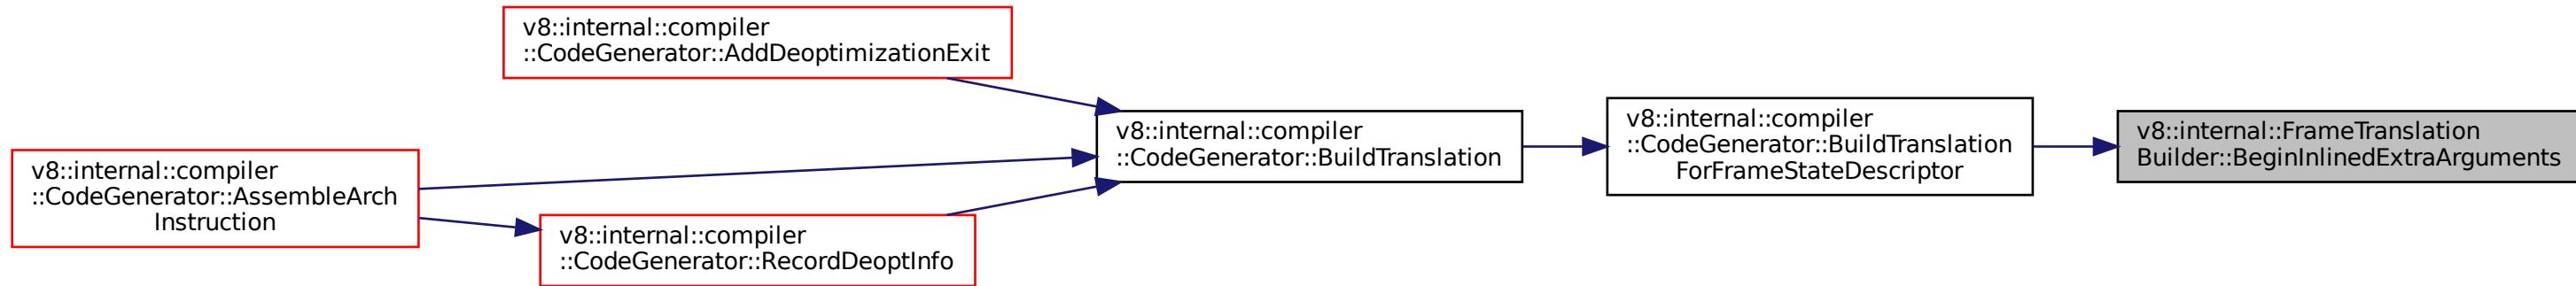 v8::internal::compiler
::CodeGenerator::AddDeoptimizationExit
v8::internal::compiler
::CodeGenerator::AssembleArch
Instruction
v8::internal::compiler
::CodeGenerator::RecordDeoptInfo
v8::internal::compiler
::CodeGenerator::BuildTranslation
v8::internal::compiler
::CodeGenerator::BuildTranslation
ForFrameStateDescriptor
v8::internal::FrameTranslation
Builder::BeginInlinedExtraArguments